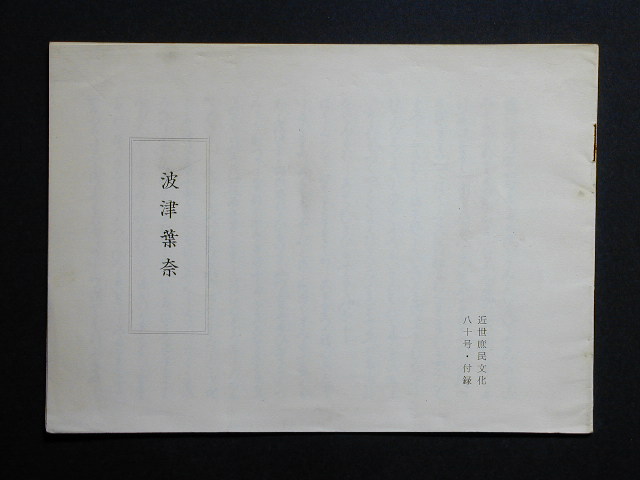 近世庶民文化
八十号・付録
波津葉奈